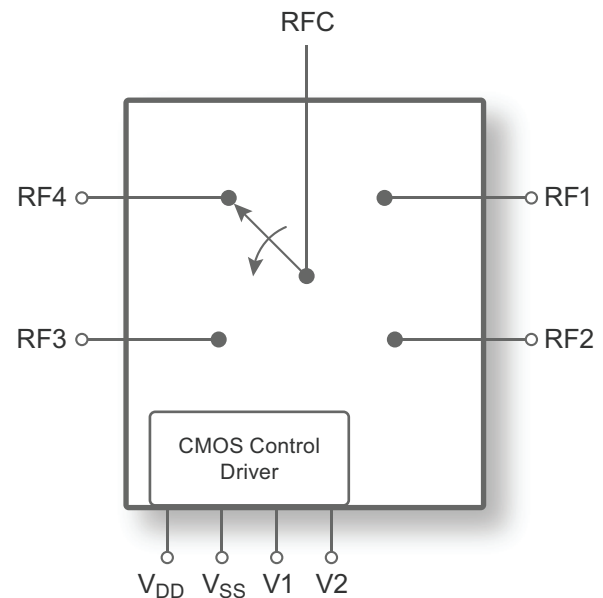 RFC
RF4
RF1
RF3
RF2
CMOS Control
Driver
VDD VSS V1 V2